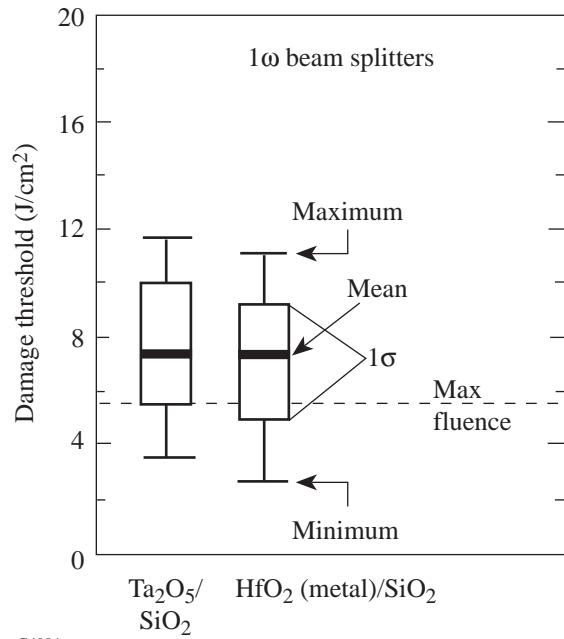 20
1ω beam splitters
16
Damage threshold (J/cm²)
12
Maximum
Mean
8
1σ
Max
fluence
4
Minimum
0
Ta₂O₅/
SiO₂
HfO₂ (metal)/SiO₂